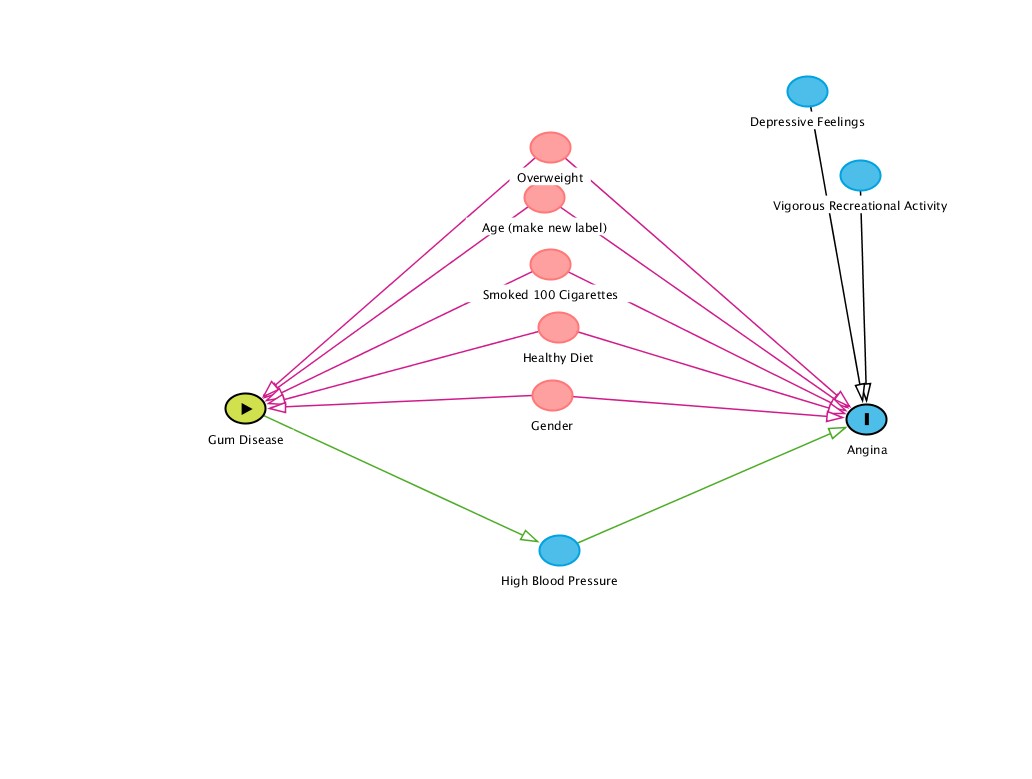 Depressive Feelings
Overweight
Vigorous Recreational Activity
Age (make new label)
Smoked 100 Cigarettes
Healthy Diet
Gender
Gum Disease
Angina
High Blood Pressure